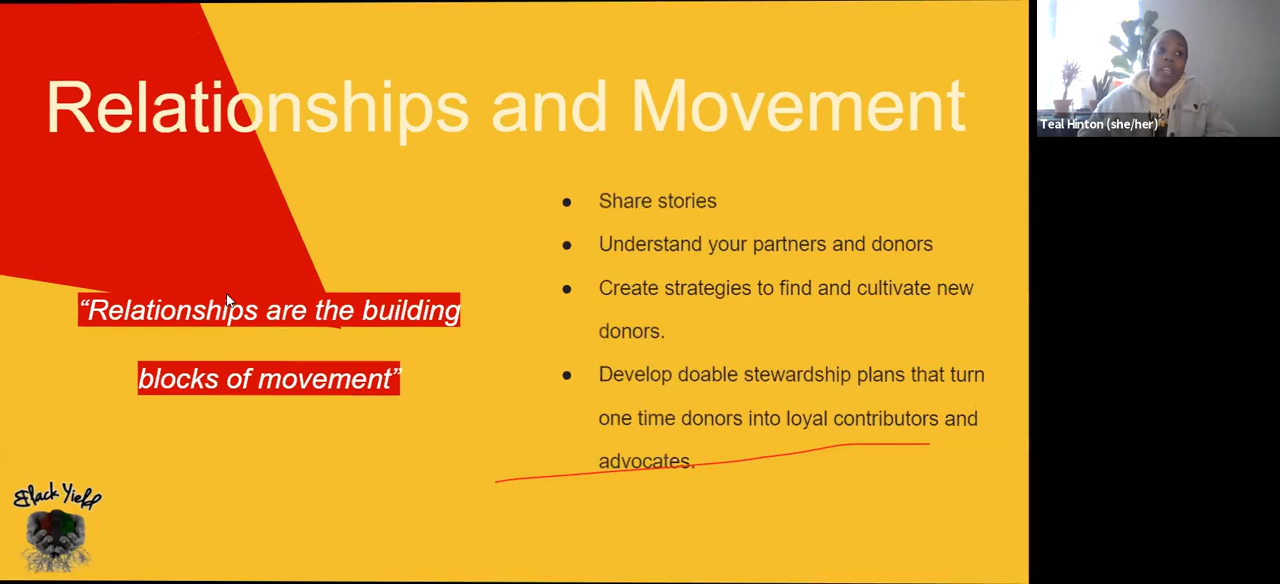 Relationships and Movement
Teal Hinton (she/her)
● Share stories
● Understand your partners and donors
● Create strategies to find and cultivate new
donors.
● Develop doable stewardship plans that turn
one time donors into loyal contributors and
advocates.
“Relationships are the building
blocks of movement”
Black Yield